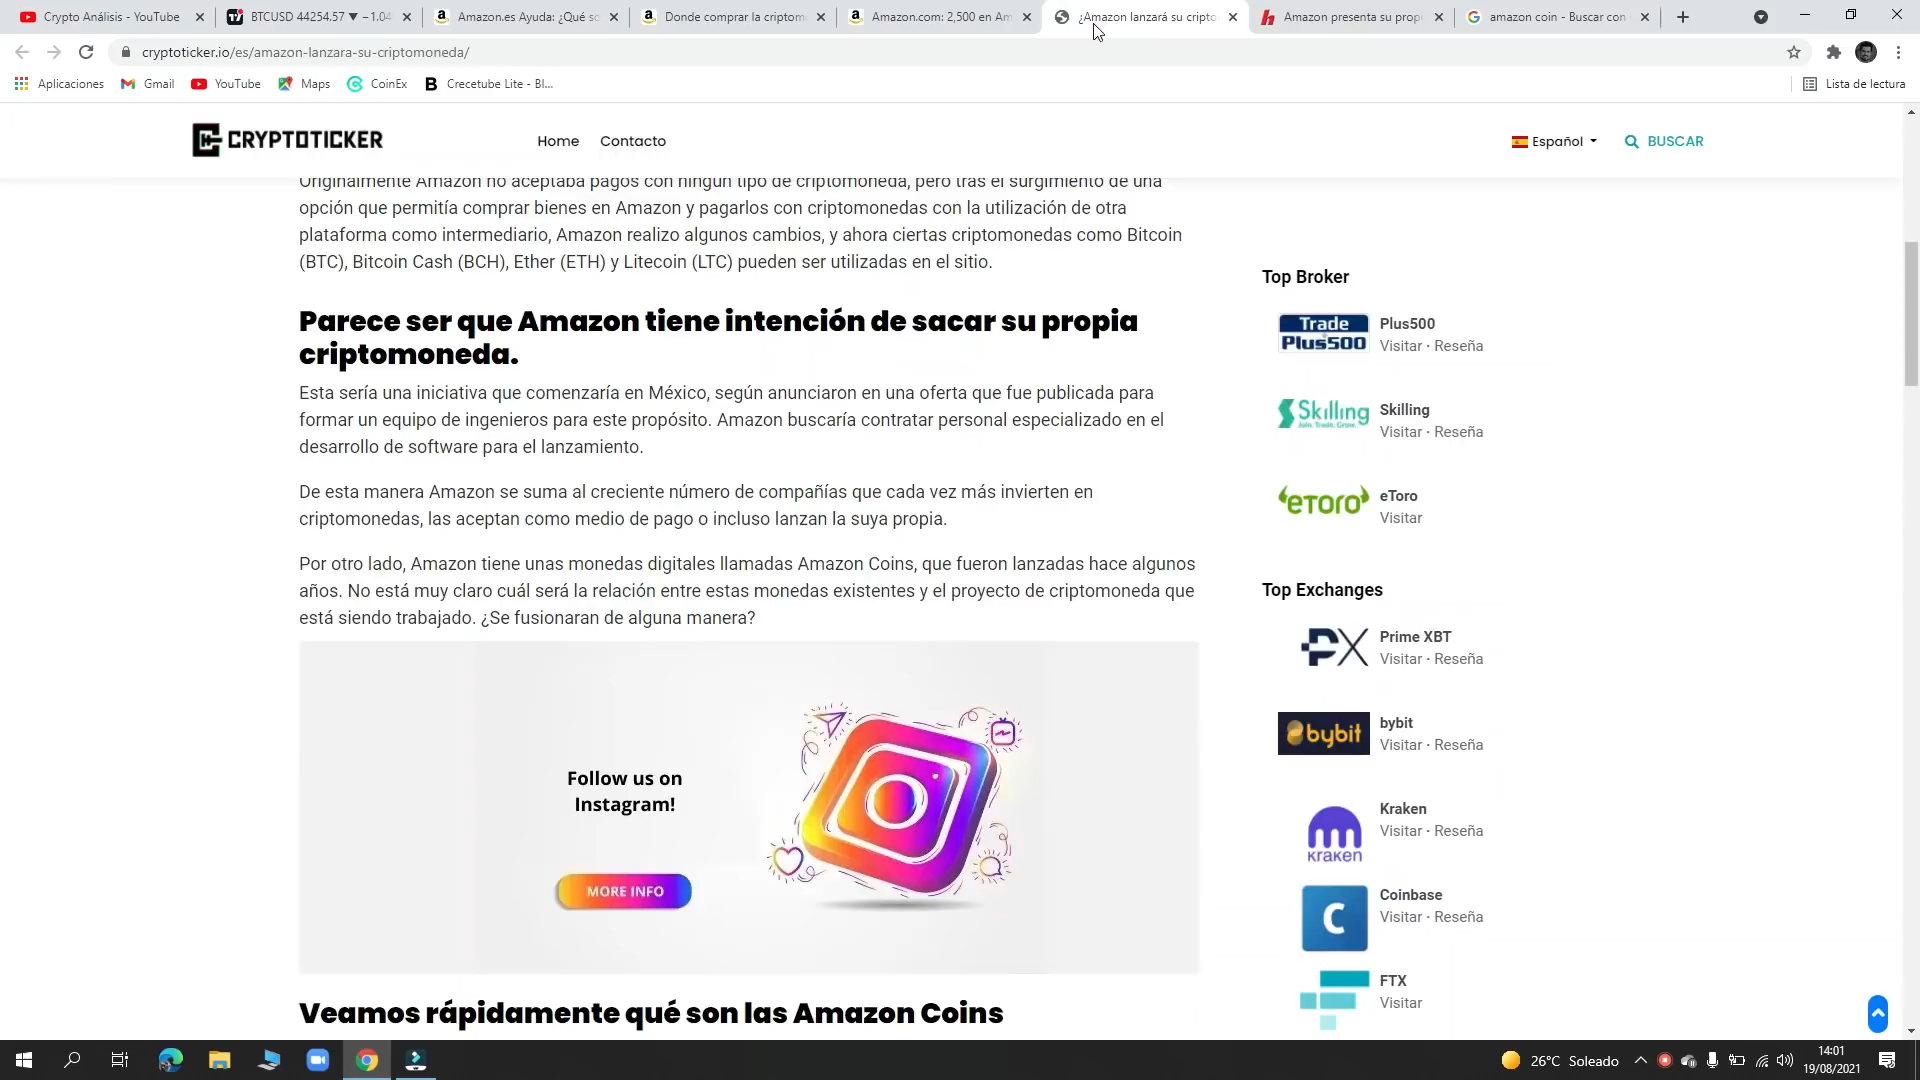 Crypto Análisis - YouTube
BTCUSD 44254.57 ▼ −1.04
Amazon.es Ayuda: ¿Qué so
Donde comprar la criptom
Amazon.com: 2,500 en Am
¿Amazon lanzará su cripto
Amazon presenta su prop
amazon coin - Buscar con
cryptoticker.io/es/amazon-lanzara-su-criptomoneda/
Aplicaciones
Gmail
YouTube
Maps
CoinEx
Crecetube Lite - Bl...
Lista de lectura
CRYPTOTICKER
Home
Contacto
Español
BUSCAR
Originalmente Amazon no aceptaba pagos con ningún tipo de criptomoneda, pero tras el surgimiento de una
opción que permitía comprar bienes en Amazon y pagarlos con criptomonedas con la utilización de otra
plataforma como intermediario, Amazon realizo algunos cambios, y ahora ciertas criptomonedas como Bitcoin
(BTC), Bitcoin Cash (BCH), Ether (ETH) y Litecoin (LTC) pueden ser utilizadas en el sitio.
Parece ser que Amazon tiene intención de sacar su propia
criptomoneda.
Esta sería una iniciativa que comenzaría en México, según anunciaron en una oferta que fue publicada para
formar un equipo de ingenieros para este propósito. Amazon buscaría contratar personal especializado en el
desarrollo de software para el lanzamiento.
De esta manera Amazon se suma al creciente número de compañías que cada vez más invierten en
criptomonedas, las aceptan como medio de pago o incluso lanzan la suya propia.
Por otro lado, Amazon tiene unas monedas digitales llamadas Amazon Coins, que fueron lanzadas hace algunos
años. No está muy claro cuál será la relación entre estas monedas existentes y el proyecto de criptomoneda que
está siendo trabajado. ¿Se fusionaran de alguna manera?
Follow us on
Instagram!
MORE INFO
Veamos rápidamente qué son las Amazon Coins
Top Broker
Trade
Plus500
Plus500
Visitar · Reseña
Skilling
Join. Trade. Grow.
Skilling
Visitar · Reseña
eToro
eToro
Visitar
Top Exchanges
PX
Prime XBT
Visitar · Reseña
bybit
bybit
Visitar · Reseña
KRAKEN
Kraken
Visitar · Reseña
C
Coinbase
Visitar · Reseña
FTX
Visitar
26°C Soleado
14:01
19/08/2021